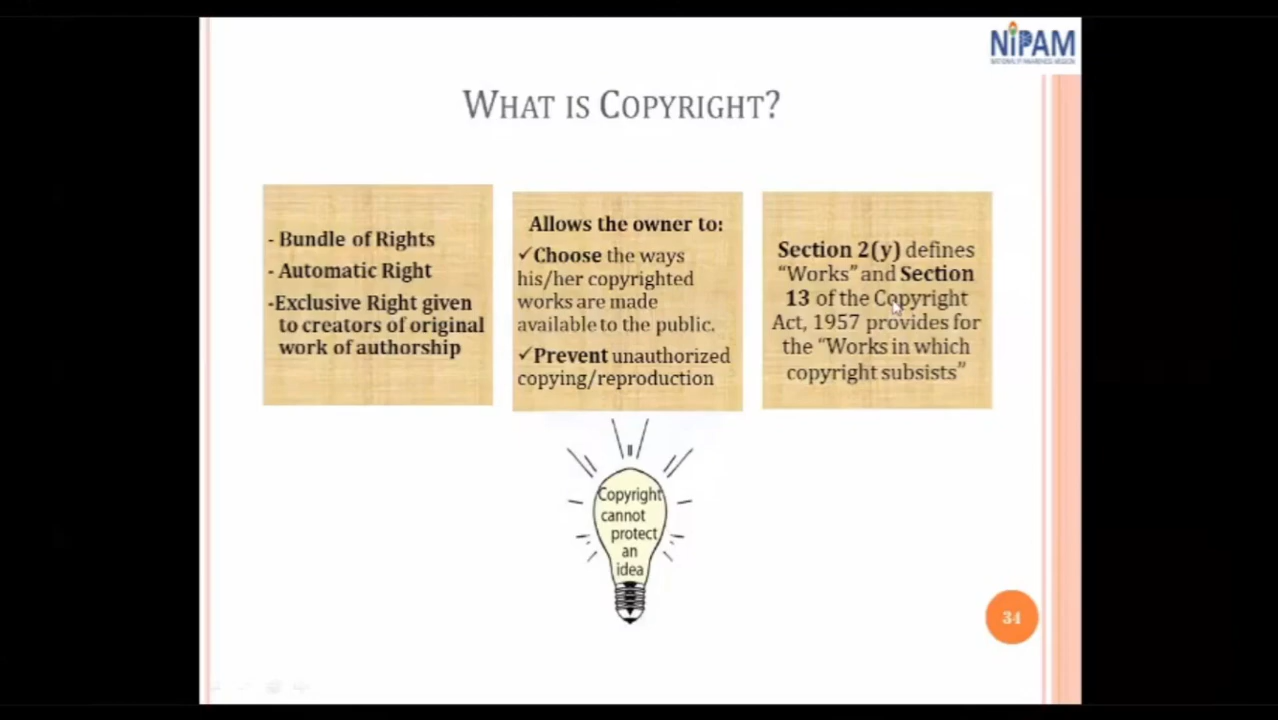 NiPAM
WHAT IS COPYRIGHT?
- Bundle of Rights
- Automatic Right
-Exclusive Right given
to creators of original
work of authorship
Allows the owner to:
✓Choose the ways
his/her copyrighted
works are made
available to the public.
✓Prevent unauthorized
copying/reproduction
Section 2(y) defines
“Works” and Section
13 of the Copyright
Act, 1957 provides for
the “Works in which
copyright subsists”
Copyright
cannot
protect
an
idea
34